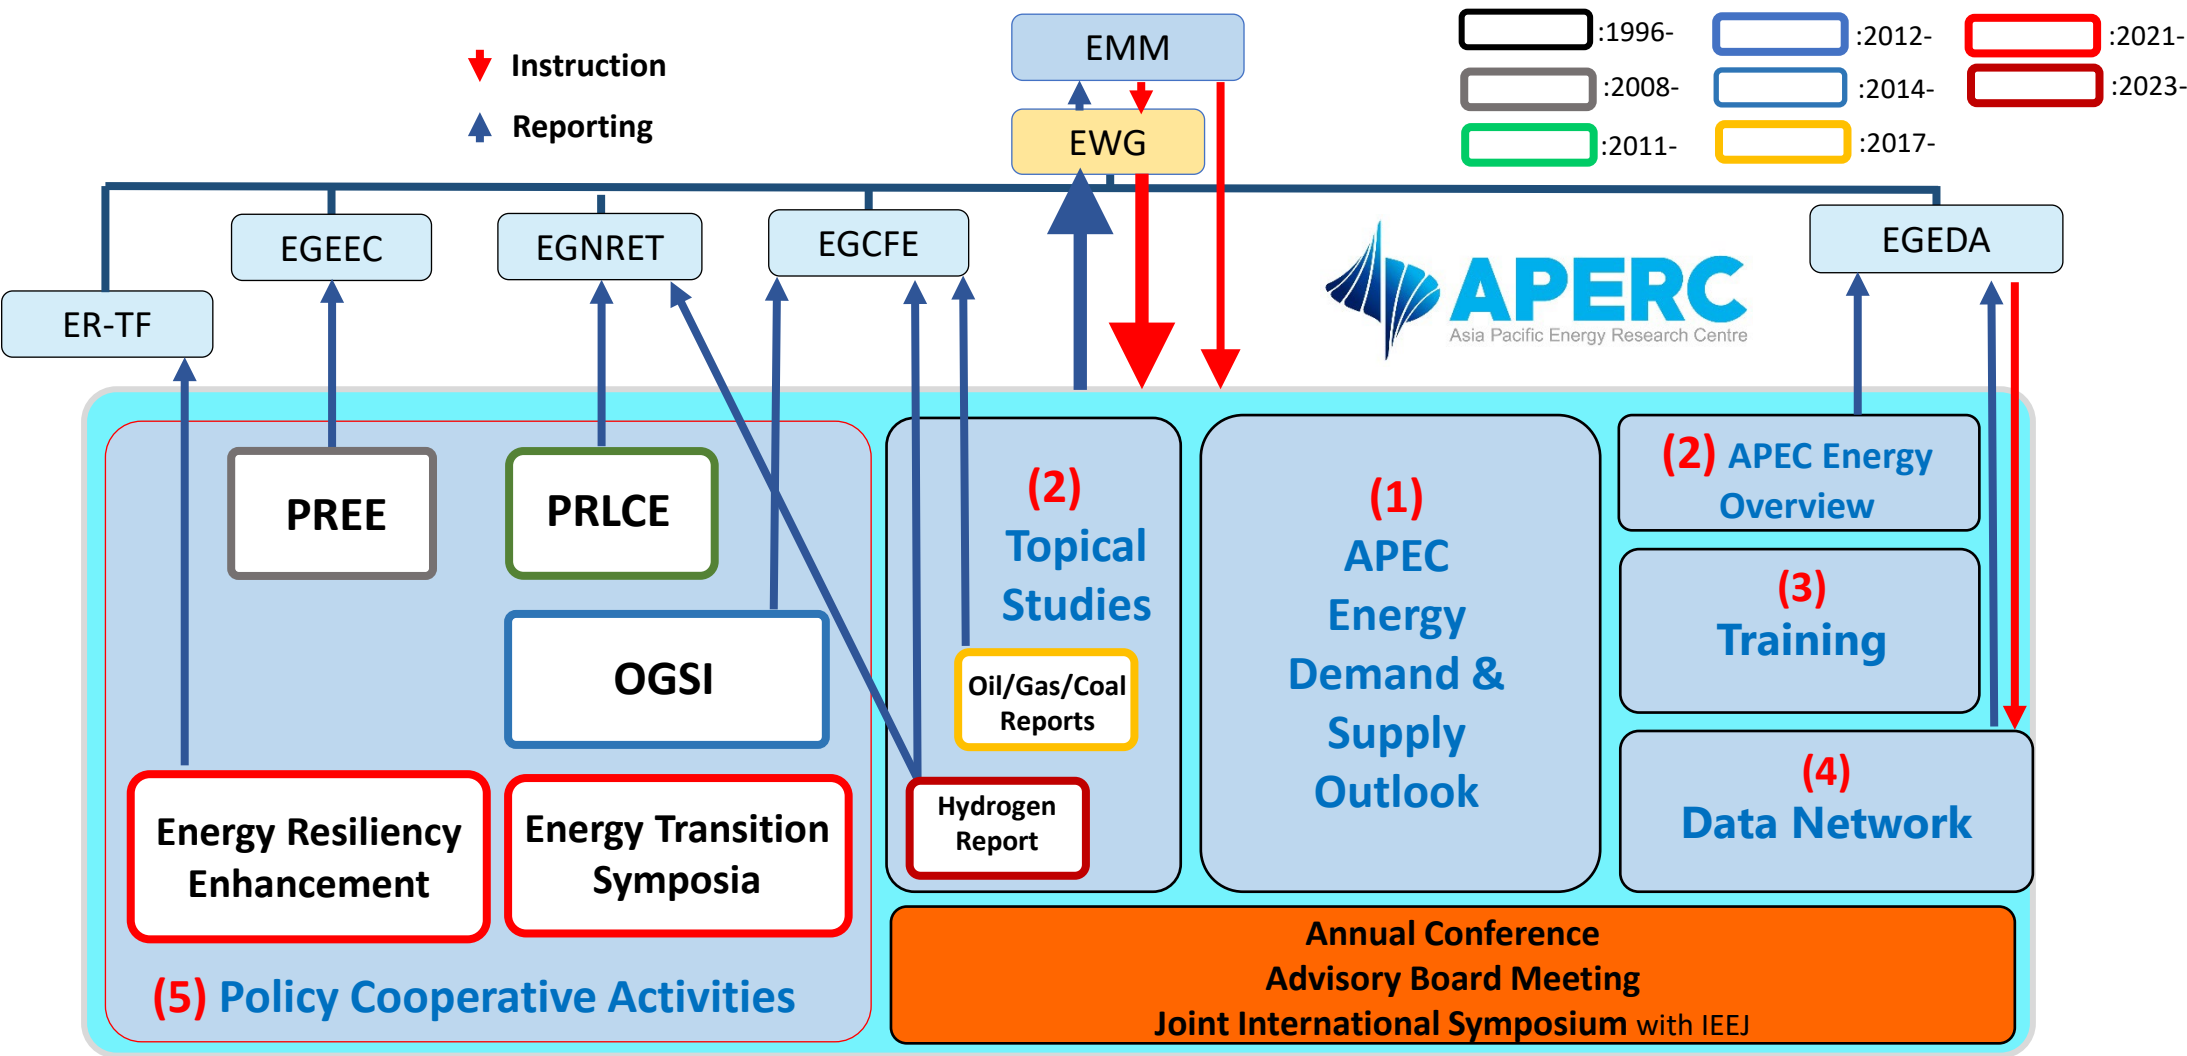 EMM
:1996-
:2012-
:2021-
Instruction
:2008-
:2014-
:2023-
Reporting
EWG
:2011-
:2017-
EGEEC
EGNRET
EGCFE
EGEDA
ER-TF
APERC
Asia Pacific Energy Research Centre
PREE
PRLCE
OGSI
Energy Resiliency
Enhancement
Energy Transition
Symposia
(5) Policy Cooperative Activities
(2)
Topical
Studies
Oil/Gas/Coal
Reports
Hydrogen
Report
(1)
APEC
Energy
Demand &
Supply
Outlook
(2) APEC Energy
Overview
(3)
Training
(4)
Data Network
Annual Conference
Advisory Board Meeting
Joint International Symposium with IEEJ